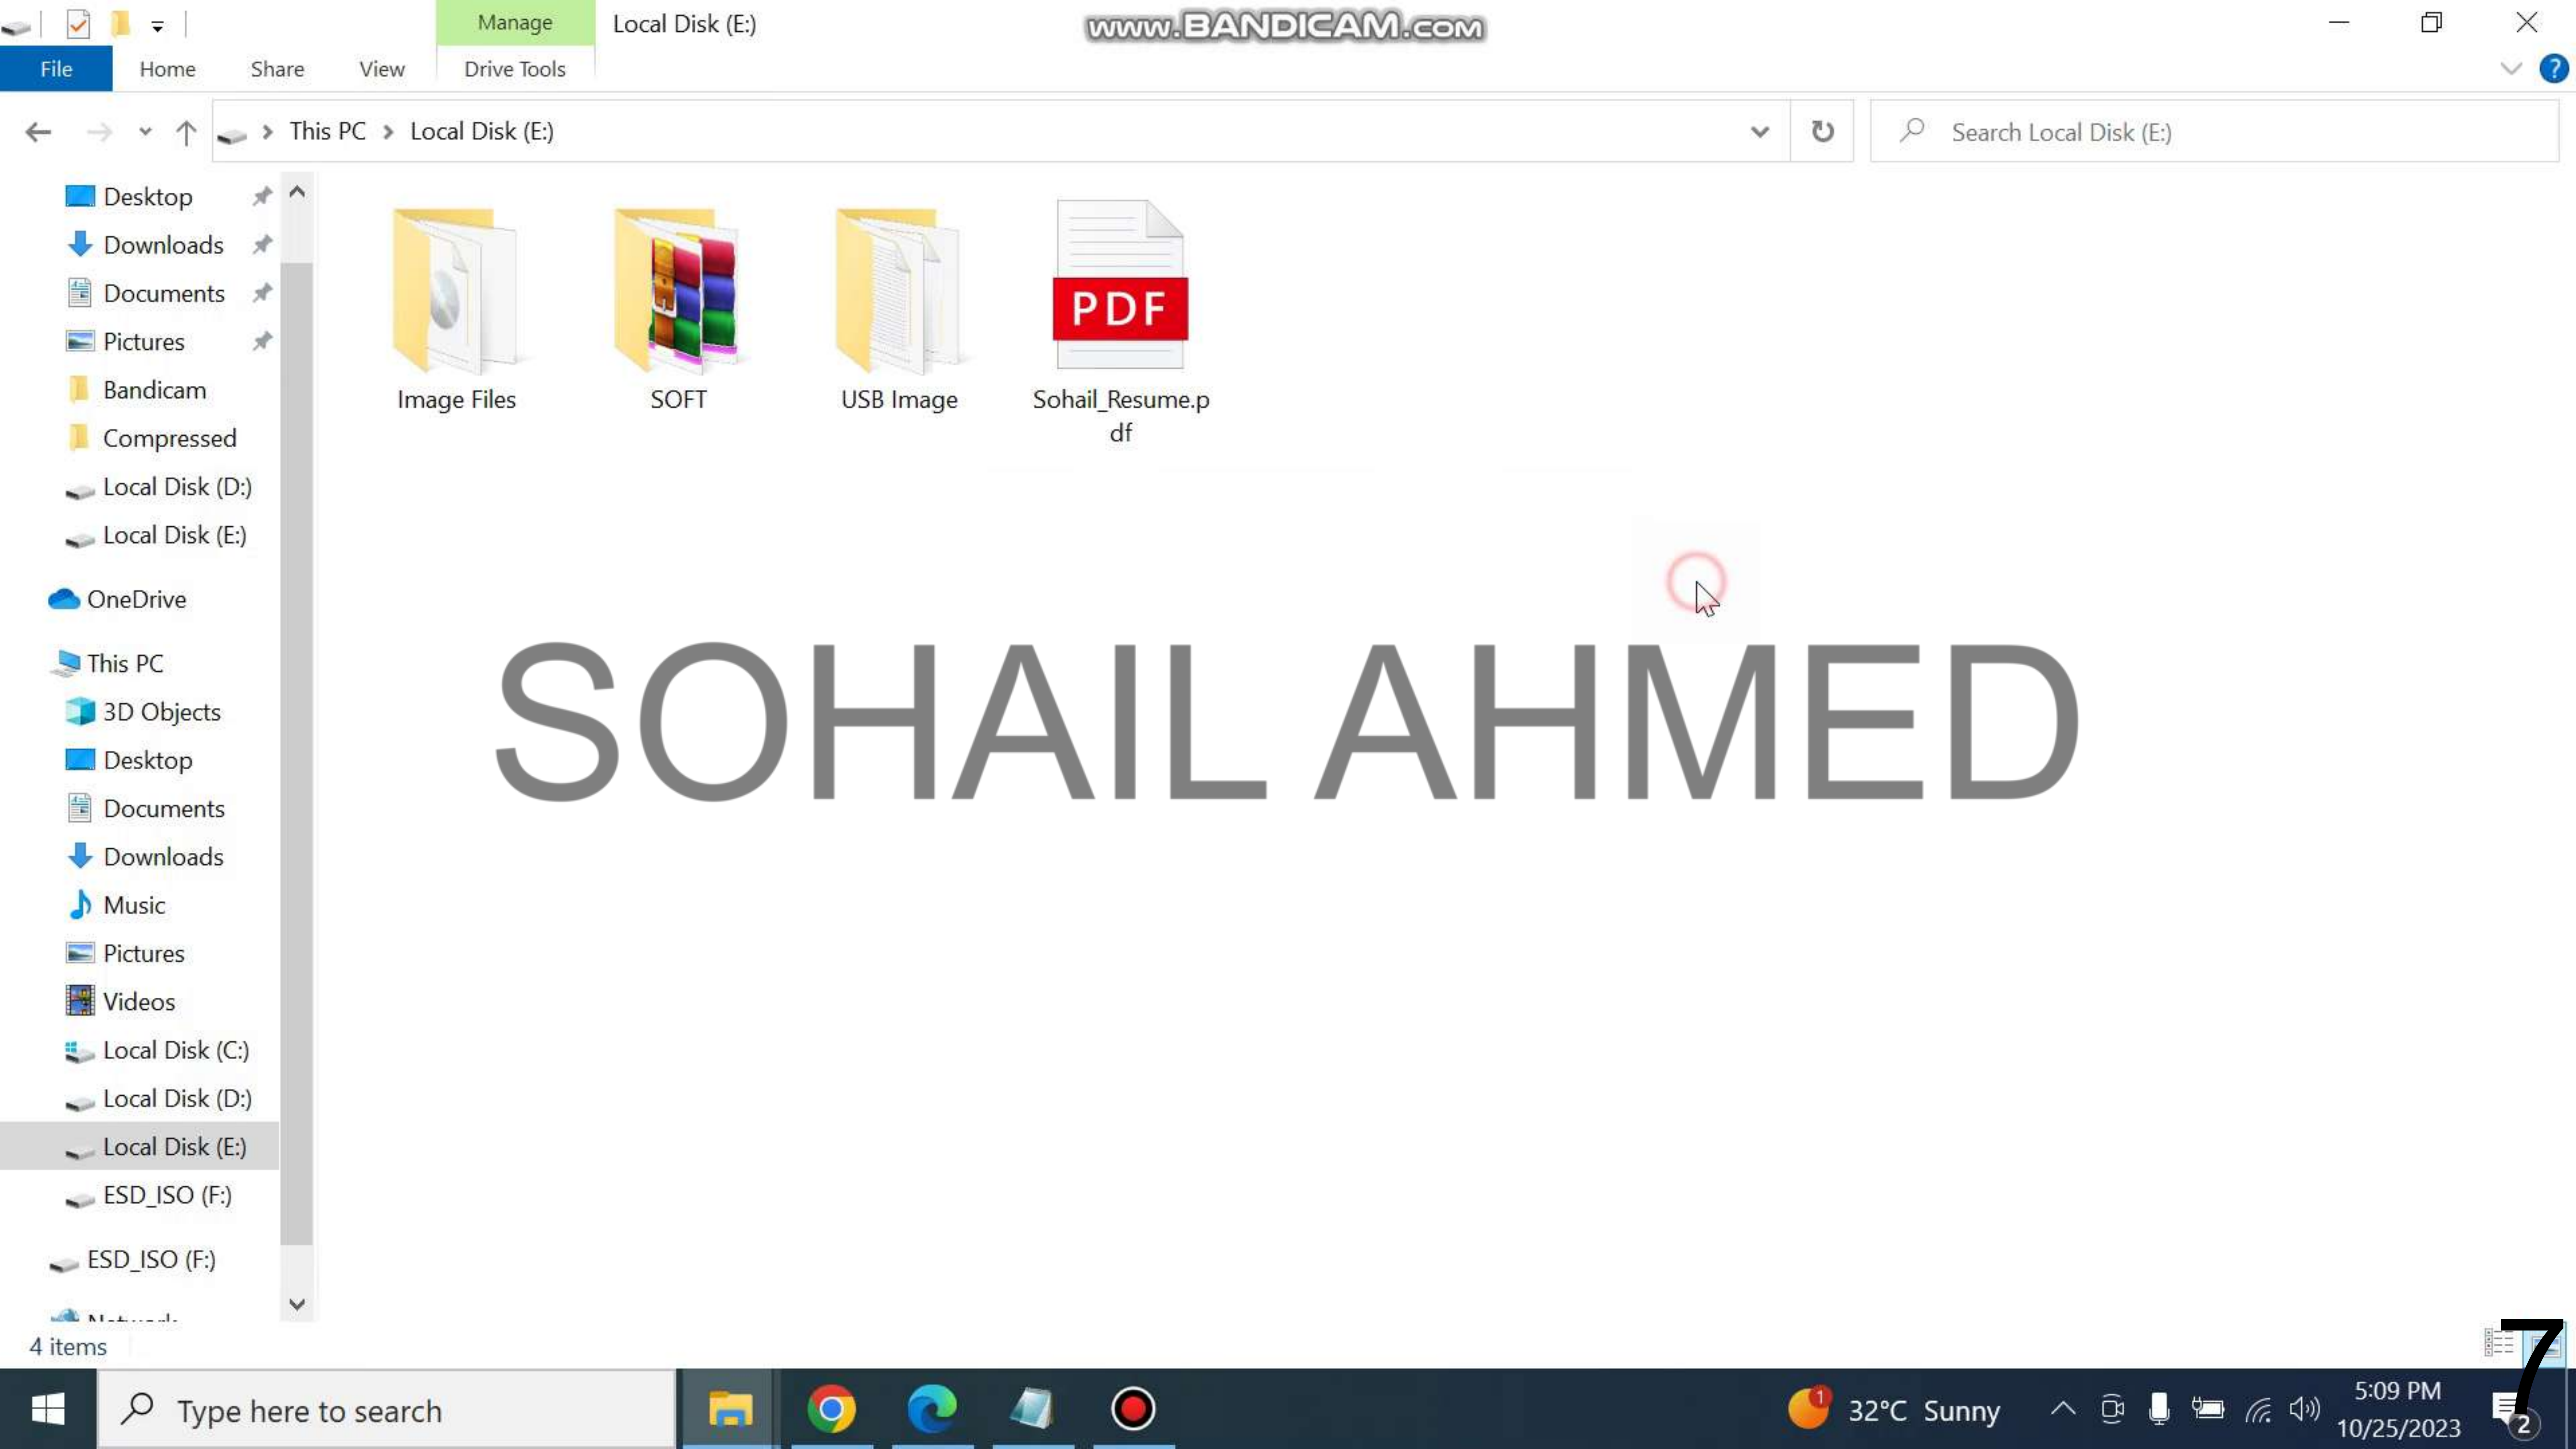 Manage
Local Disk (E:)
www.BANDICAM.com
File
Home
Share
View
Drive Tools
?
This PC
Local Disk (E:)
Search Local Disk (E:)
Desktop
Downloads
Documents
Pictures
Bandicam
Compressed
Local Disk (D:)
Local Disk (E:)
OneDrive
This PC
3D Objects
Desktop
Documents
Downloads
Music
Pictures
Videos
Local Disk (C:)
Local Disk (D:)
Local Disk (E:)
ESD_ISO (F:)
ESD_ISO (F:)
Network
Image Files
SOFT
USB Image
PDF
Sohail_Resume.p
df
SOHAIL AHMED
4 items
7
Type here to search
1
32°C Sunny
5:09 PM
10/25/2023
2